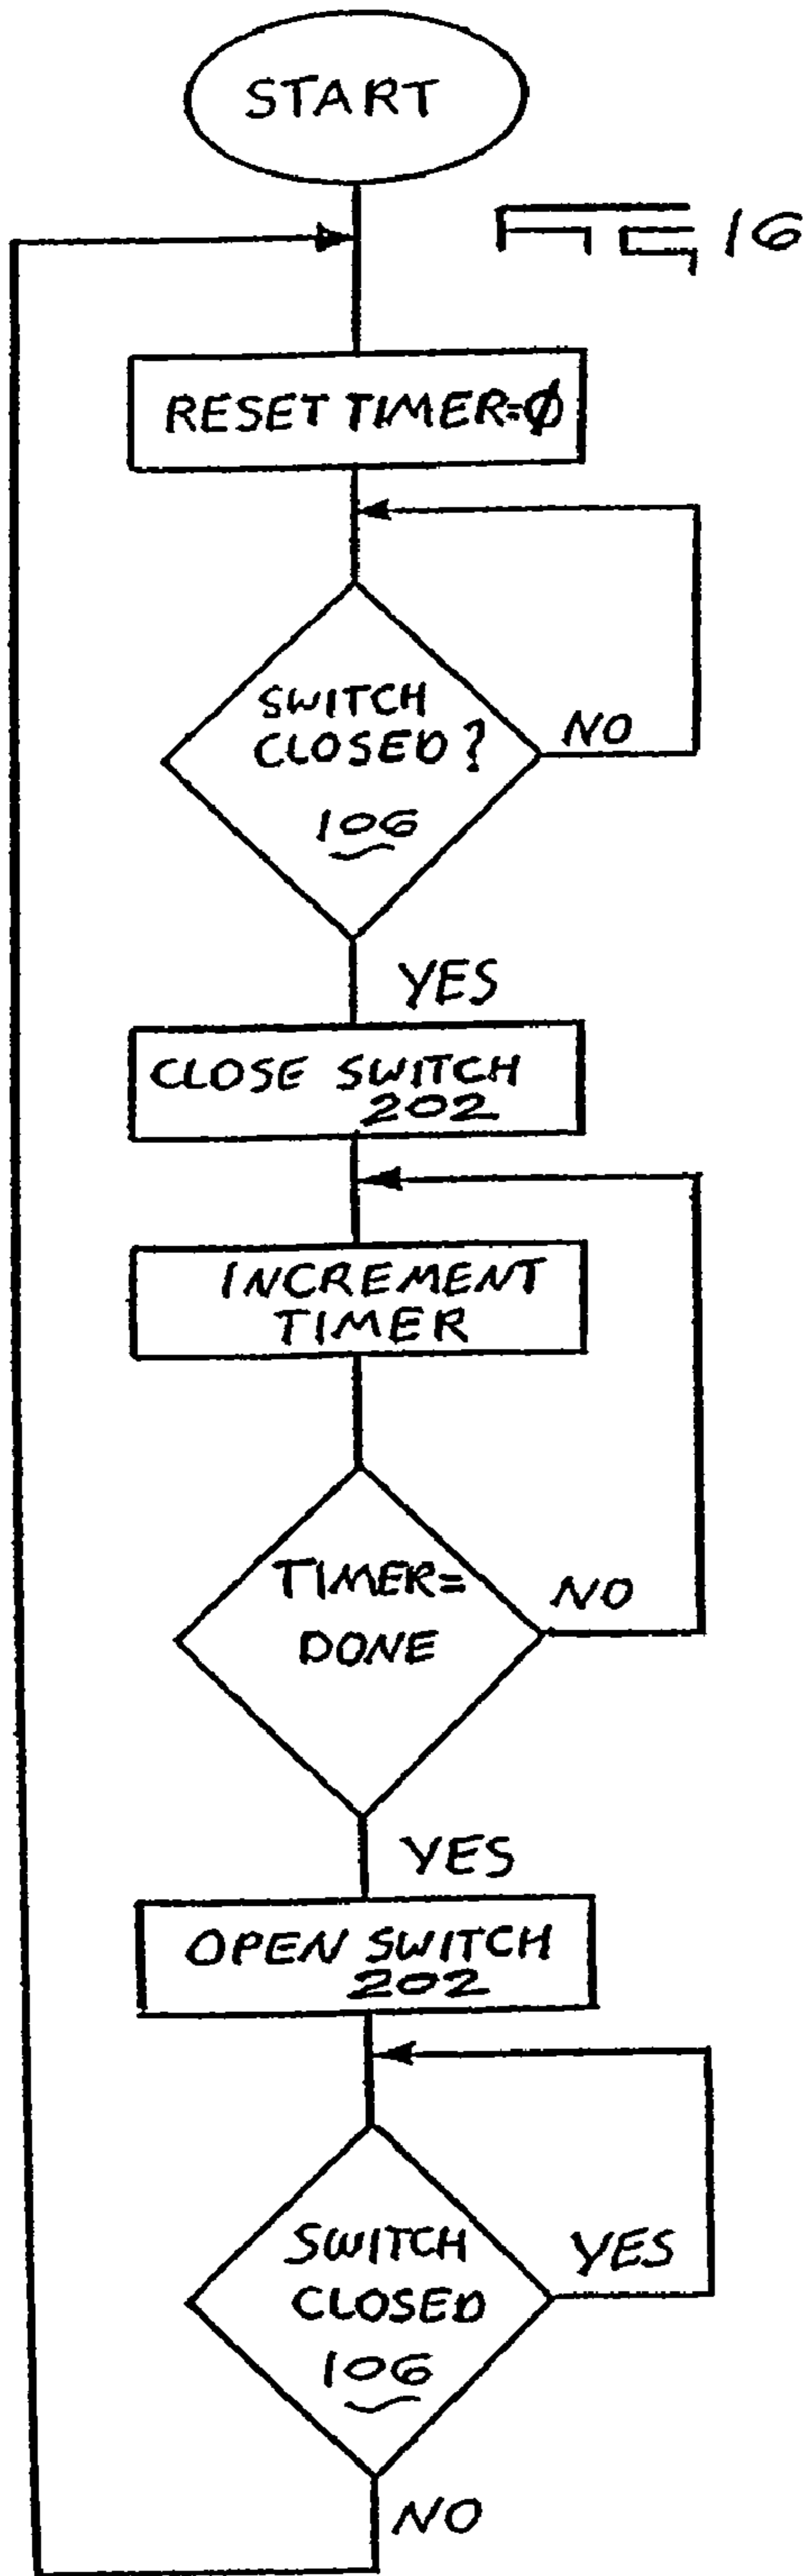 START
FIG 16
RESET TIMER=Ø
SWITCH
CLOSED?
106
NO
YES
CLOSE SWITCH
202
INCREMENT
TIMER
TIMER=
DONE
NO
YES
OPEN SWITCH
202
SWITCH
CLOSED
106
YES
NO